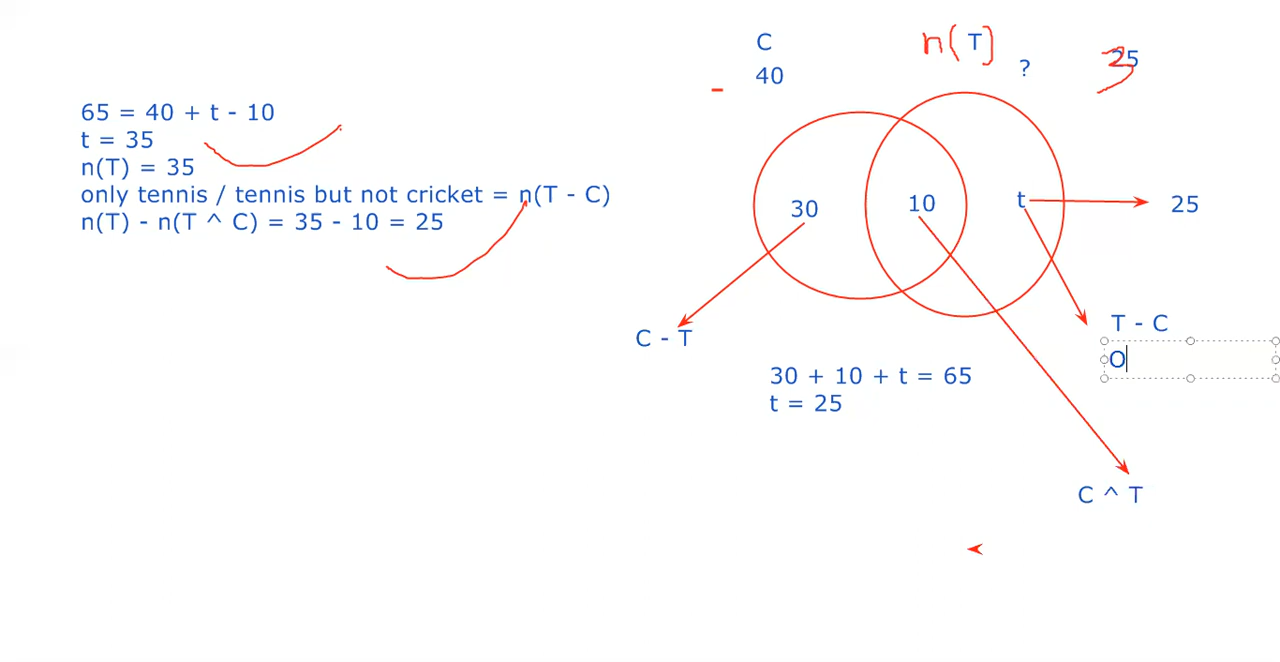 65 = 40 + t - 10
t = 35
n(T) = 35
only tennis / tennis but not cricket = n(T - C)
n(T) - n(T ^ C) = 35 - 10 = 25
C
40
n(T)
?
25
3
30
10
t
25
C - T
T - C
O
30 + 10 + t = 65
t = 25
C ^ T